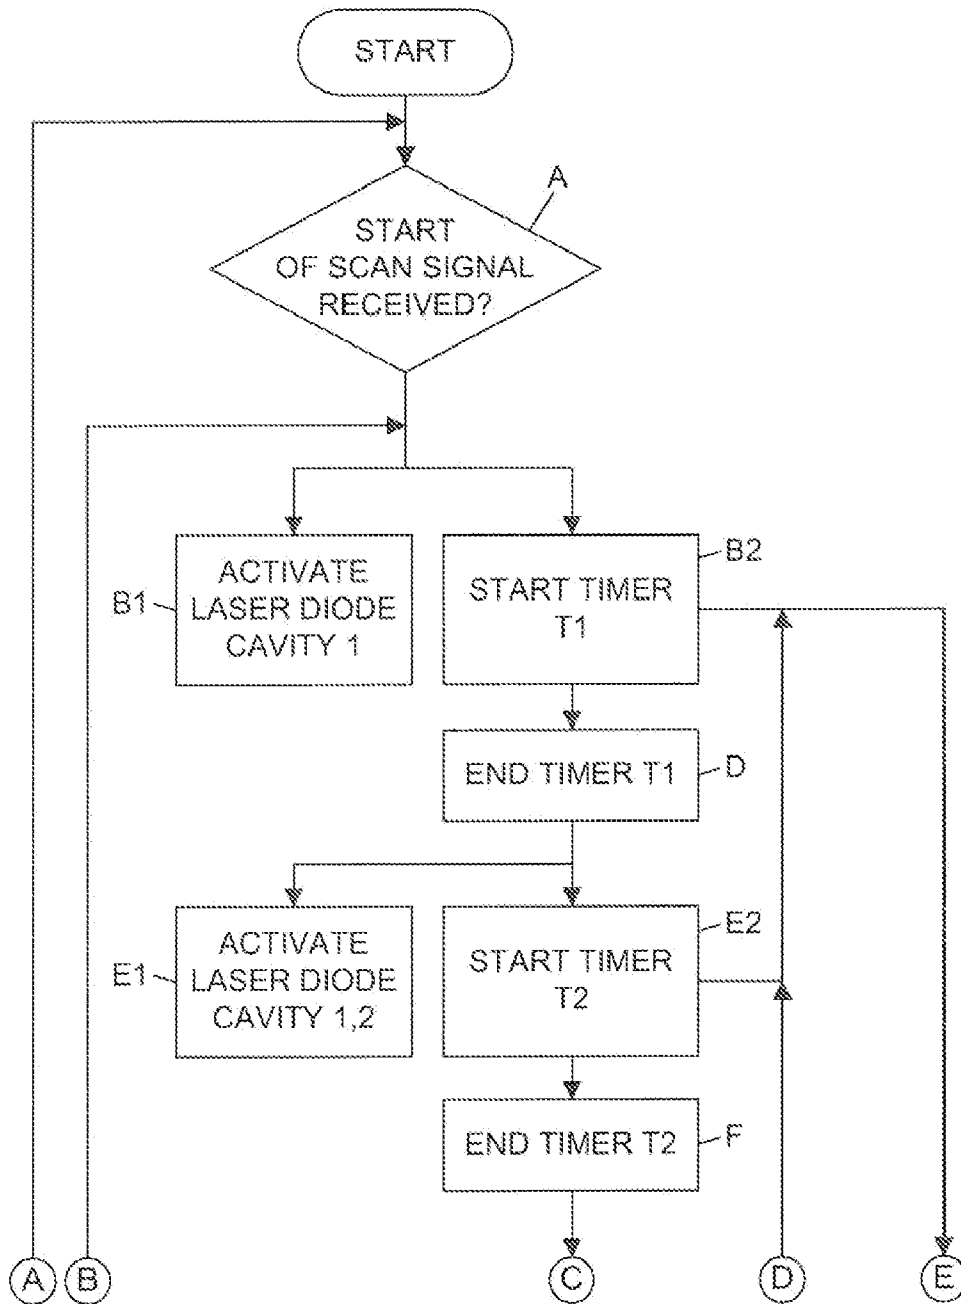 START
A
START
OF SCAN SIGNAL
RECEIVED?
B1
ACTIVATE
LASER DIODE
CAVITY 1
B2
START TIMER
T1
END TIMER T1
D
E1
ACTIVATE
LASER DIODE
CAVITY 1,2
E2
START TIMER
T2
END TIMER T2
F
A
B
C
D
E